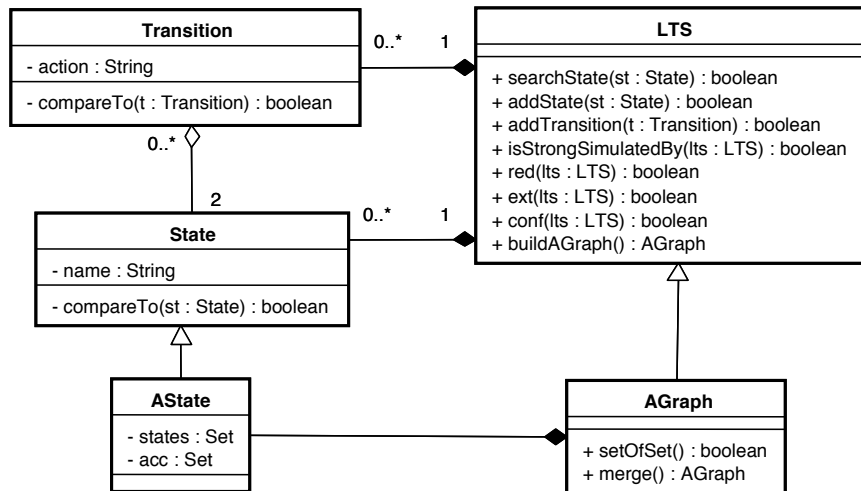 Transition
- action : String
- compareTo(t : Transition) : boolean
0..*
1
LTS
+ searchState(st : State) : boolean
+ addState(st : State) : boolean
+ addTransition(t : Transition) : boolean
+ isStrongSimulatedBy(lts : LTS) : boolean
+ red(lts : LTS) : boolean
+ ext(lts : LTS) : boolean
+ conf(lts : LTS) : boolean
+ buildAGraph() : AGraph
0..*
2
0..*
1
State
- name : String
- compareTo(st : State) : boolean
AState
- states : Set
- acc : Set
AGraph
+ setOfSet() : boolean
+ merge() : AGraph